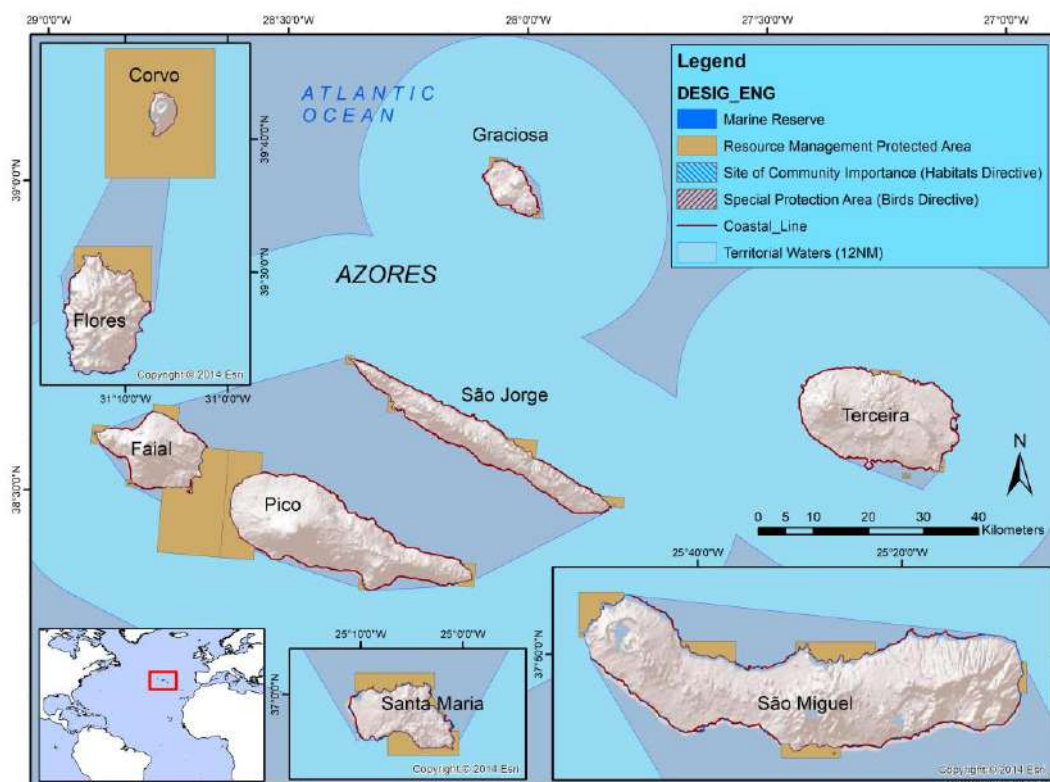 29°0'0"W
28°30'0"W
28°0'0"W
27°30'0"W
27°0'0"W
Corvo
39°40'0"N
39°30'0"N
Flores
Copyright © 2014 Esri
31°10'0"W
31°0'0"W
ATLANTIC
OCEAN
Graciosa
Legend
DESIG_ENG
Marine Reserve
Resource Management Protected Area
Site of Community Importance (Habitats Directive)
Special Protection Area (Birds Directive)
Coastal_Line
Territorial Waters (12NM)
39°0'0"N
AZORES
São Jorge
Terceira
Faial
Pico
38°30'0"N
N
0 5 10 20 30 40
Kilometers
25°10'0"W
25°0'0"W
37°0'0"N
Santa Maria
Copyright © 2014 Esri
25°40'0"W
25°20'0"W
37°50'0"N
São Miguel
Copyright © 2014 Esri